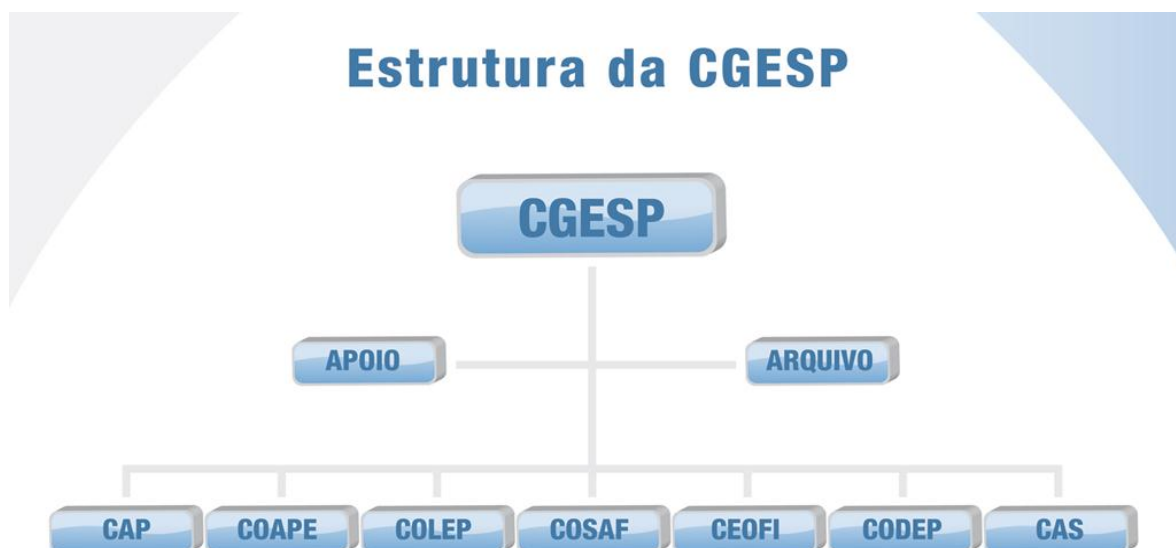 Estrutura da CGESP
CGESP
APOIO ARQUIVO
CAP COAPE COLEP COSAF CEOFI CODEP CAS